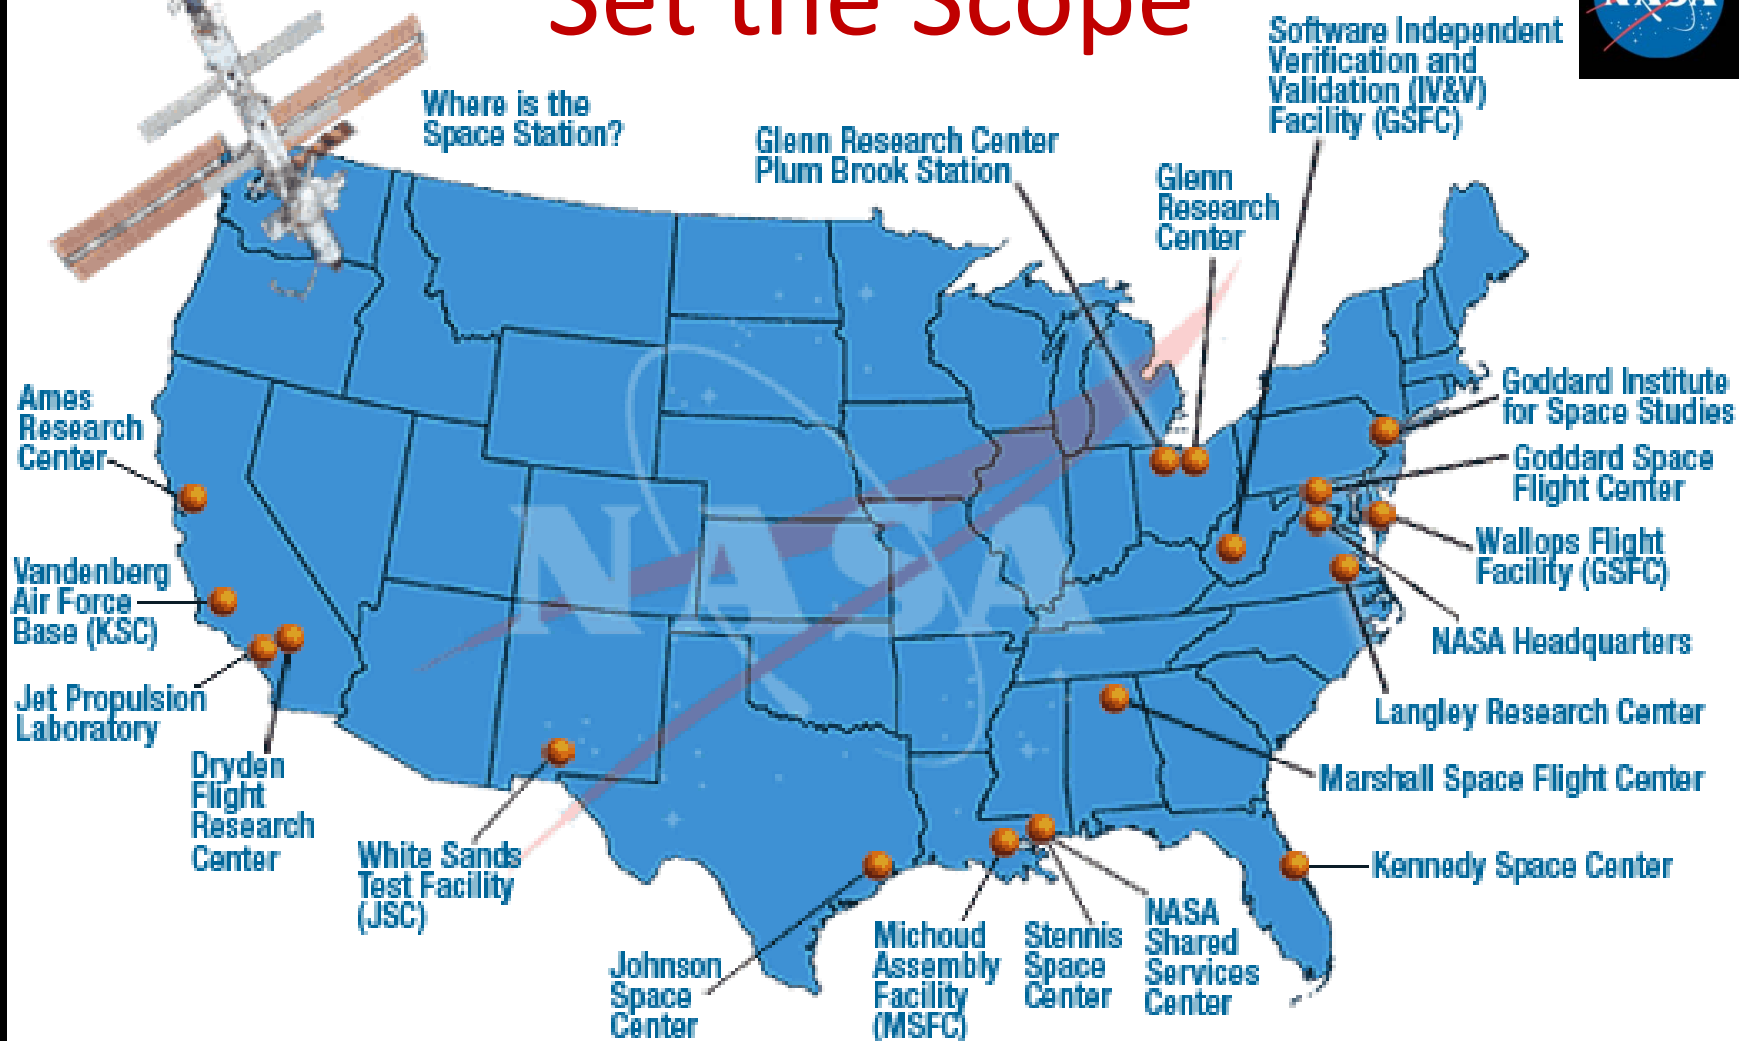 Set the Scope
NASA
Software Independent
Verification and
Validation (IV&V)
Facility (GSFC)
Where is the
Space Station?
Glenn Research Center
Plum Brook Station
Glenn
Research
Center
Ames
Research
Center
Goddard Institute
for Space Studies
Goddard Space
Flight Center
NASA
Wallops Flight
Facility (GSFC)
Vandenberg
Air Force
Base (KSC)
NASA Headquarters
Jet Propulsion
Laboratory
Langley Research Center
Dryden
Flight
Research
Center
Marshall Space Flight Center
White Sands
Test Facility
(JSC)
Kennedy Space Center
Johnson
Space
Center
Michoud
Assembly
Facility
(MSFC)
Stennis
Space
Center
NASA
Shared
Services
Center